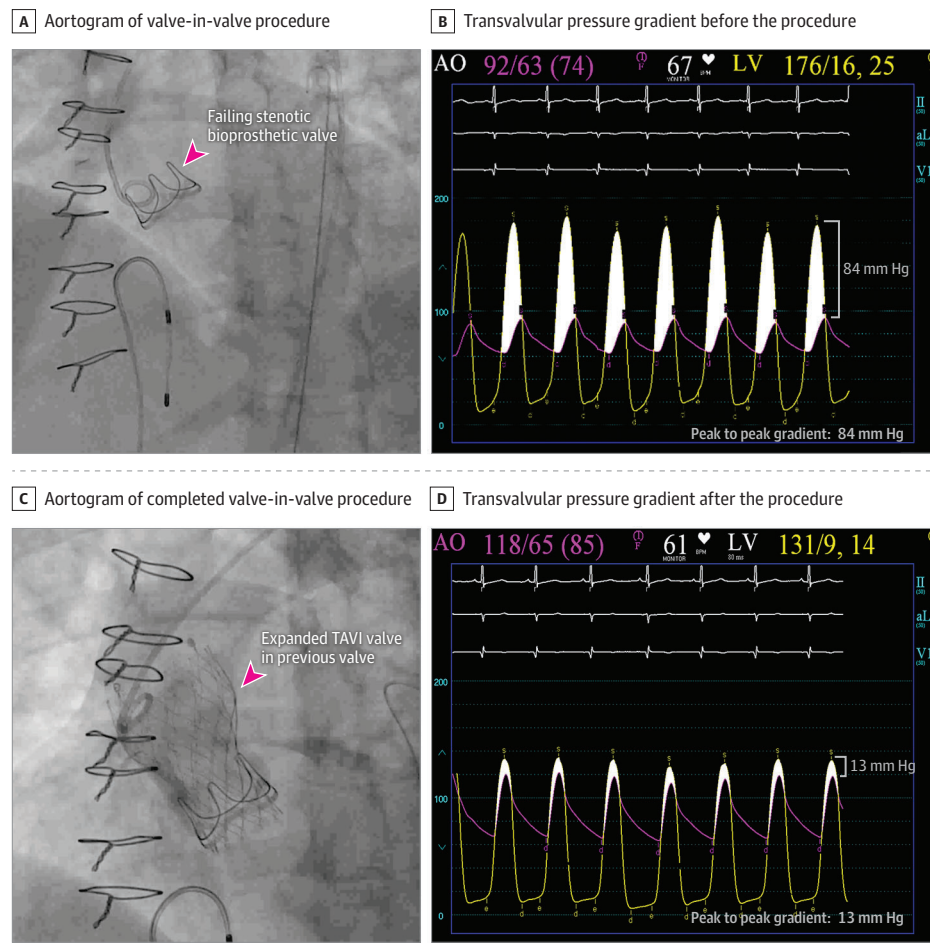 A Aortogram of valve-in-valve procedure
Failing stenotic
bioprosthetic valve
B Transvalvular pressure gradient before the procedure
AO 92/63 (74) F 67 BPM LV 176/16, 25
MONITOR
II
aL
V1
200
100
0
84 mm Hg
Peak to peak gradient: 84 mm Hg
C Aortogram of completed valve-in-valve procedure
Expanded TAVI valve
in previous valve
D Transvalvular pressure gradient after the procedure
AO 118/65 (85) F 61 BPM LV 131/9, 14
MONITOR
II
aL
V1
200
100
0
13 mm Hg
Peak to peak gradient: 13 mm Hg